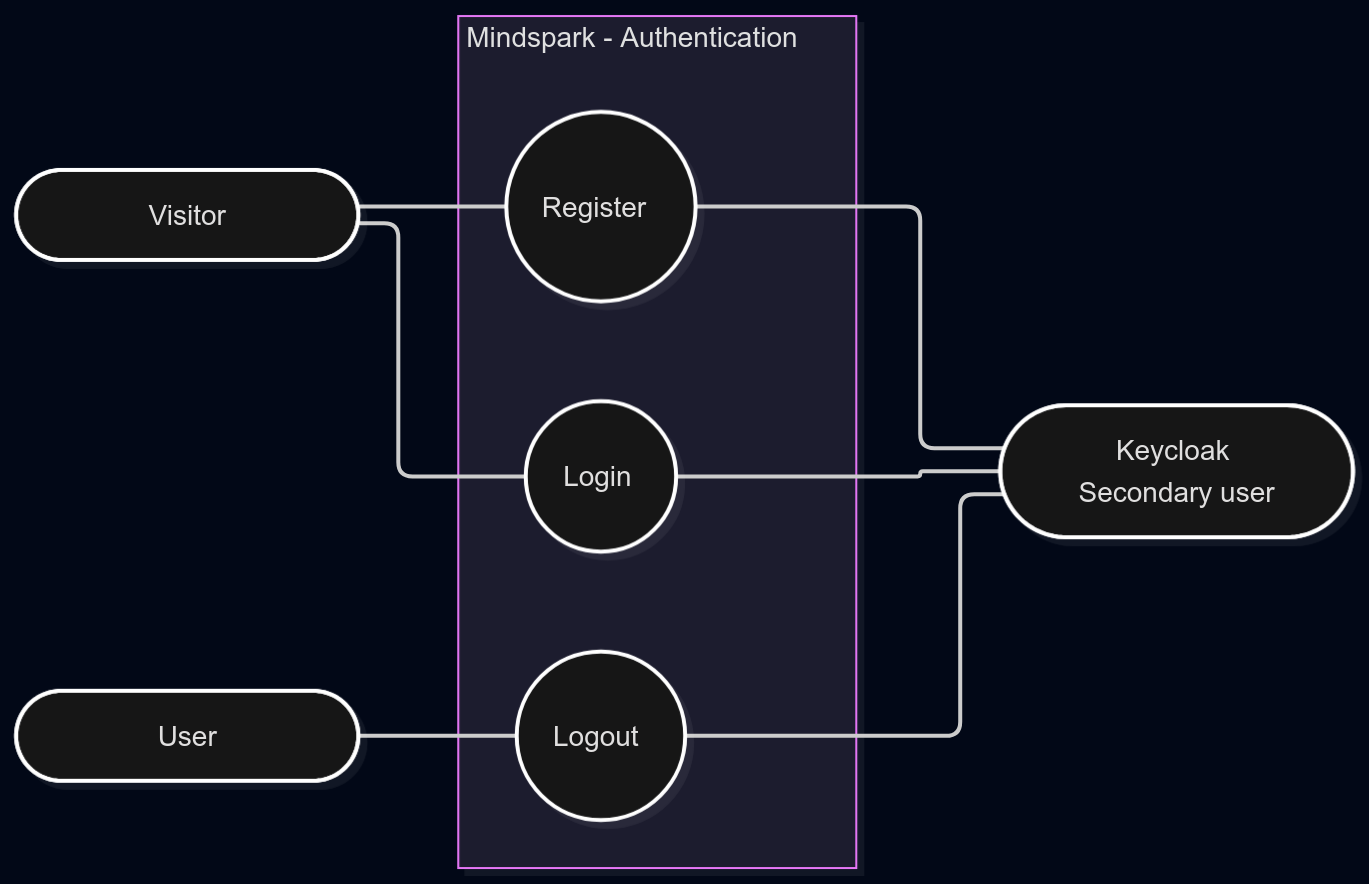 Mindspark - Authentication
Visitor
Register
Login
Keycloak
Secondary user
User
Logout